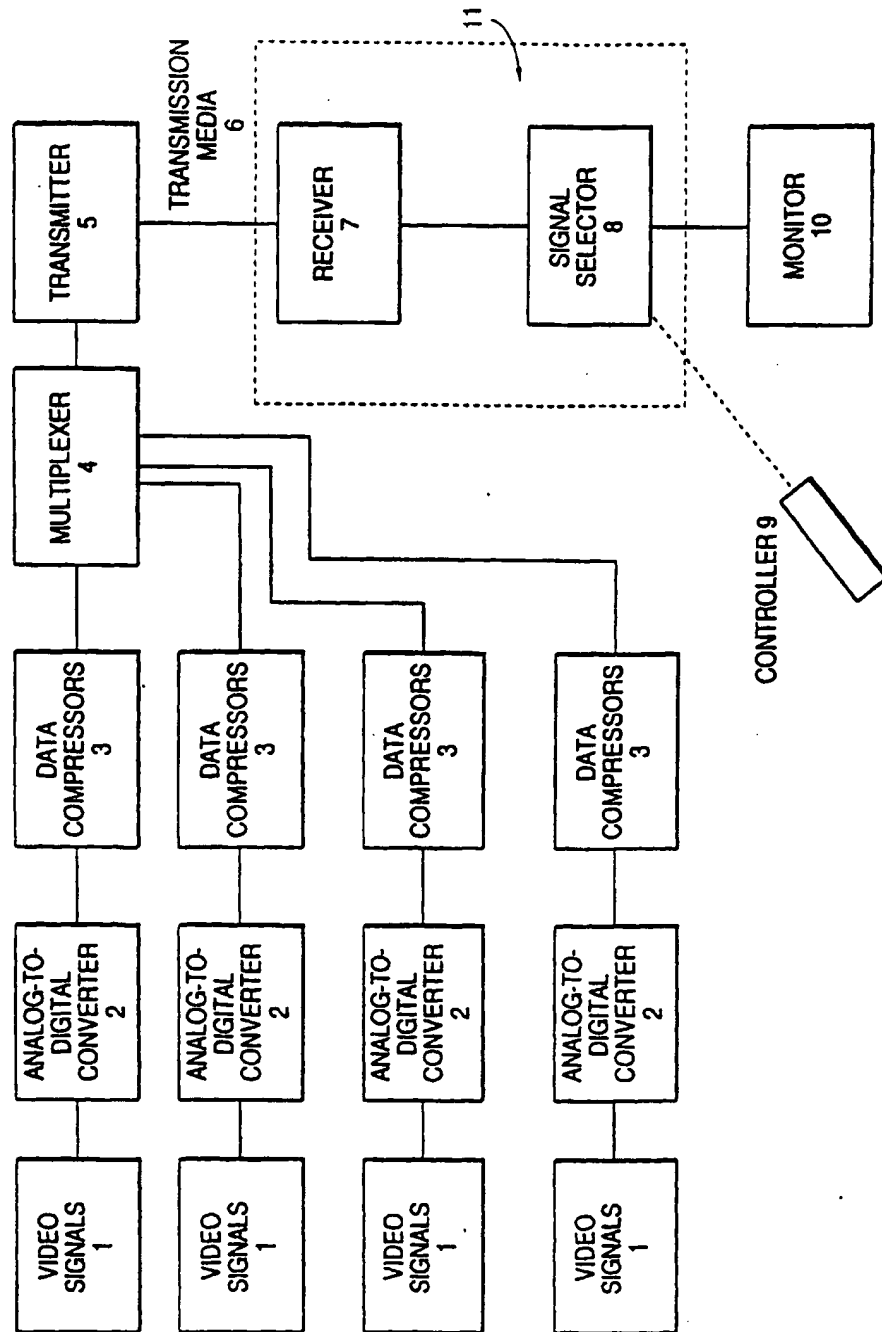 VIDEO
SIGNALS
1
ANALOG-TO-
DIGITAL
CONVERTER
2
DATA
COMPRESSORS
3
MULTIPLEXER
4
TRANSMITTER
5
VIDEO
SIGNALS
1
ANALOG-TO-
DIGITAL
CONVERTER
2
DATA
COMPRESSORS
3
VIDEO
SIGNALS
1
ANALOG-TO-
DIGITAL
CONVERTER
2
DATA
COMPRESSORS
3
VIDEO
SIGNALS
1
ANALOG-TO-
DIGITAL
CONVERTER
2
DATA
COMPRESSORS
3
TRANSMISSION
MEDIA
6
11
RECEIVER
7
SIGNAL
SELECTOR
8
CONTROLLER 9
MONITOR
10